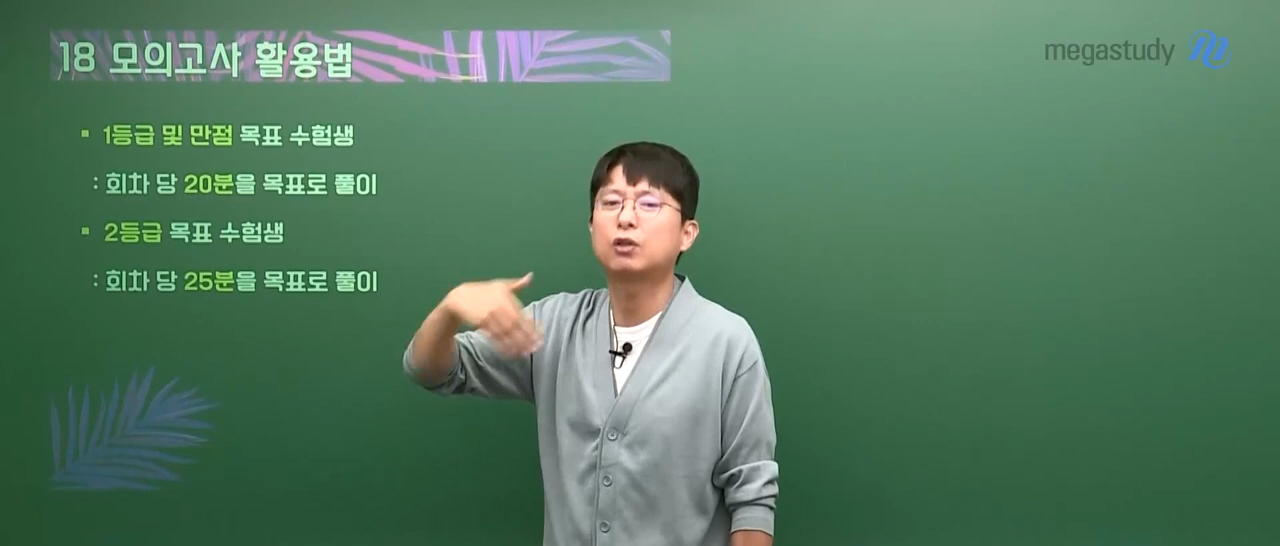 18 모의고사 활용법
megastudy
▪ 1등급 및 만점 목표 수험생
: 회차 당 20분을 목표로 풀이
▪ 2등급 목표 수험생
: 회차 당 25분을 목표로 풀이